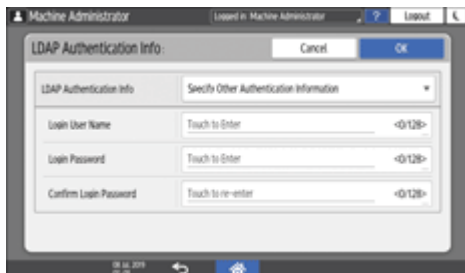 Machine Administrator
Logged in: Machine Administrator
?
Logout
LDAP Authentication Info:
Cancel
OK
LDAP Authentication Info
Specify Other Authentication Information
Login User Name
Touch to Enter
<0/128>
Login Password
Touch to Enter
<0/128>
Confirm Login Password
Touch to re-enter
<0/128>